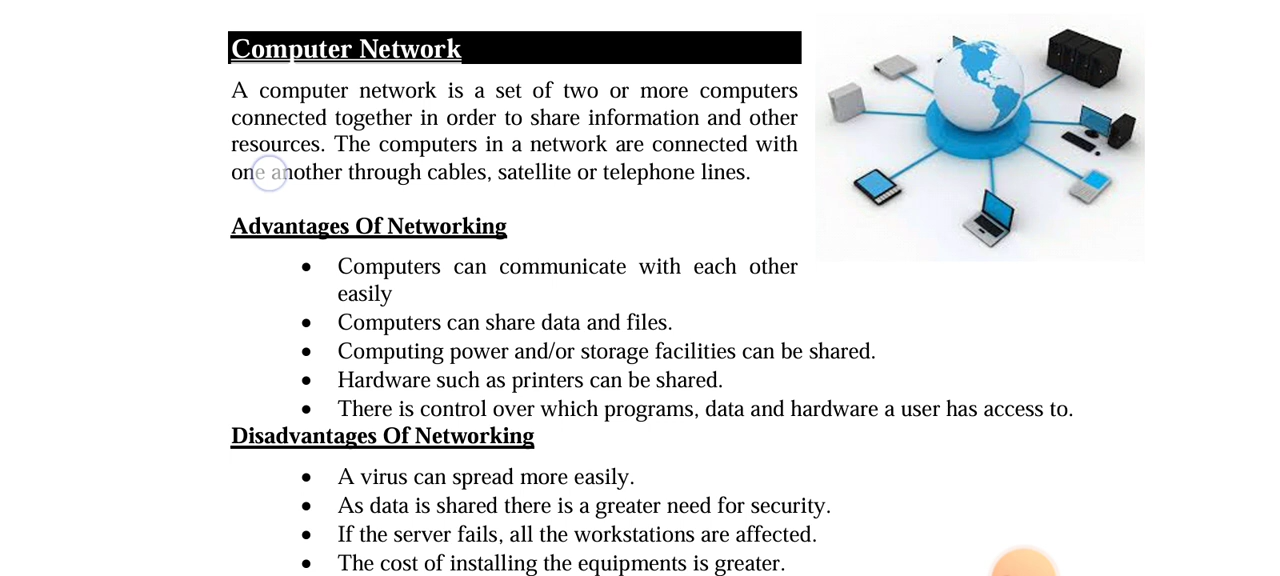 Computer Network
A computer network is a set of two or more computers
connected together in order to share information and other
resources. The computers in a network are connected with
one another through cables, satellite or telephone lines.
Advantages Of Networking
• Computers can communicate with each other
easily
• Computers can share data and files.
• Computing power and/or storage facilities can be shared.
• Hardware such as printers can be shared.
• There is control over which programs, data and hardware a user has access to.
Disadvantages Of Networking
• A virus can spread more easily.
• As data is shared there is a greater need for security.
• If the server fails, all the workstations are affected.
• The cost of installing the equipments is greater.